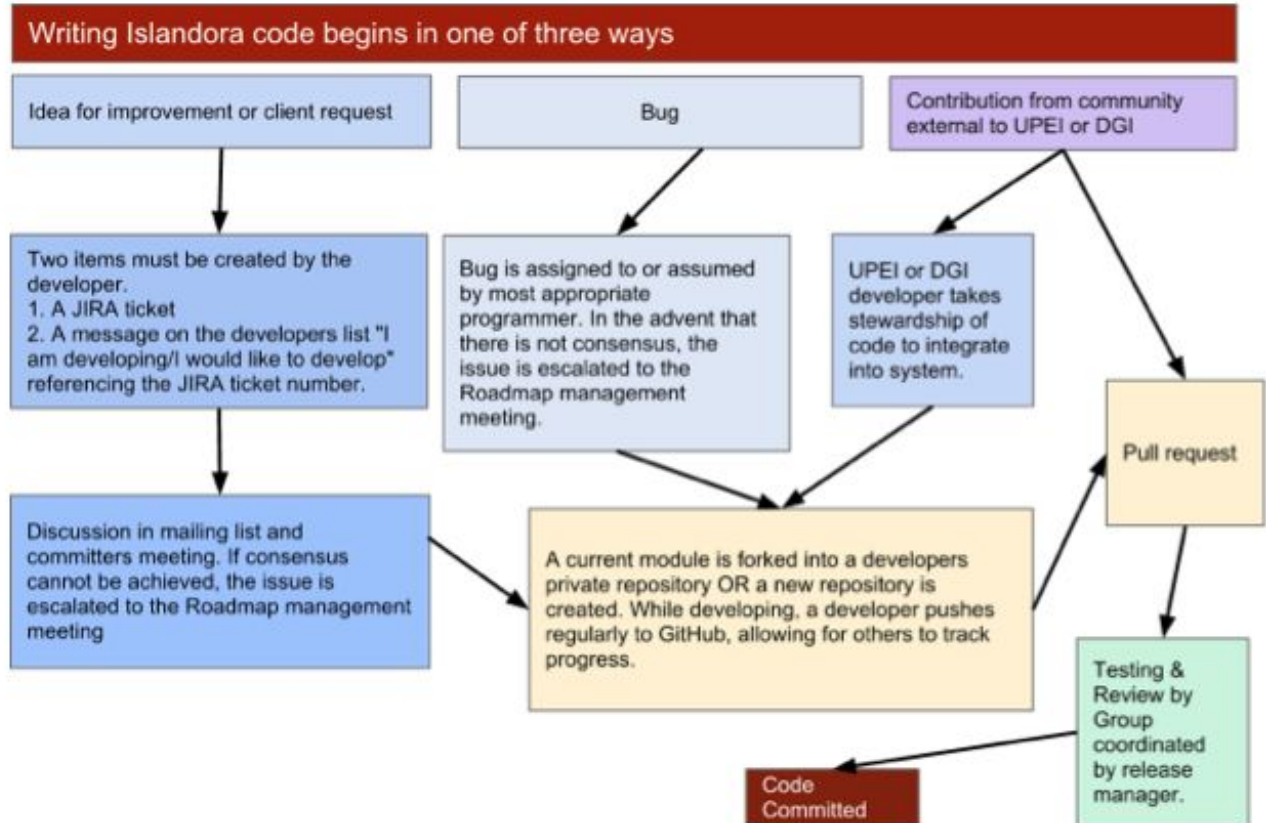 Writing Islandora code begins in one of three ways
Idea for improvement or client request
Bug
Contribution from community
external to UPEI or DGI
Two items must be created by the
developer.
1. A JIRA ticket
2. A message on the developers list "I
am developing/I would like to develop"
referencing the JIRA ticket number.
Bug is assigned to or assumed
by most appropriate
programmer. In the advent that
there is not consensus, the
issue is escalated to the
Roadmap management
meeting.
UPEI or DGI
developer takes
stewardship of
code to integrate
into system.
Pull request
Discussion in mailing list and
committers meeting. If consensus
cannot be achieved, the issue is
escalated to the Roadmap management
meeting
A current module is forked into a developers
private repository OR a new repository is
created. While developing, a developer pushes
regularly to GitHub, allowing for others to track
progress.
Testing &
Review by
Group
coordinated
by release
manager.
Code
Committed